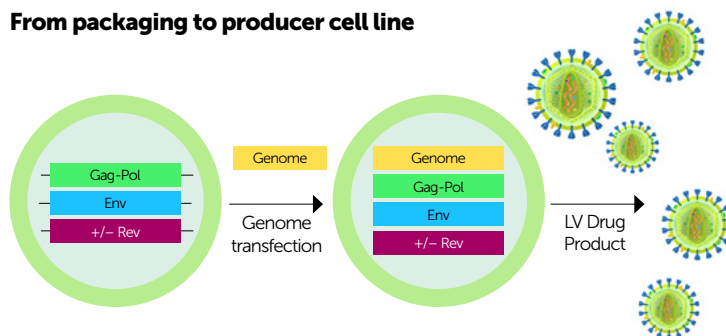 From packaging to producer cell line
Gag-Pol
Env
+/− Rev
Genome
Genome
transfection
Genome
Gag-Pol
Env
+/− Rev
LV Drug
Product